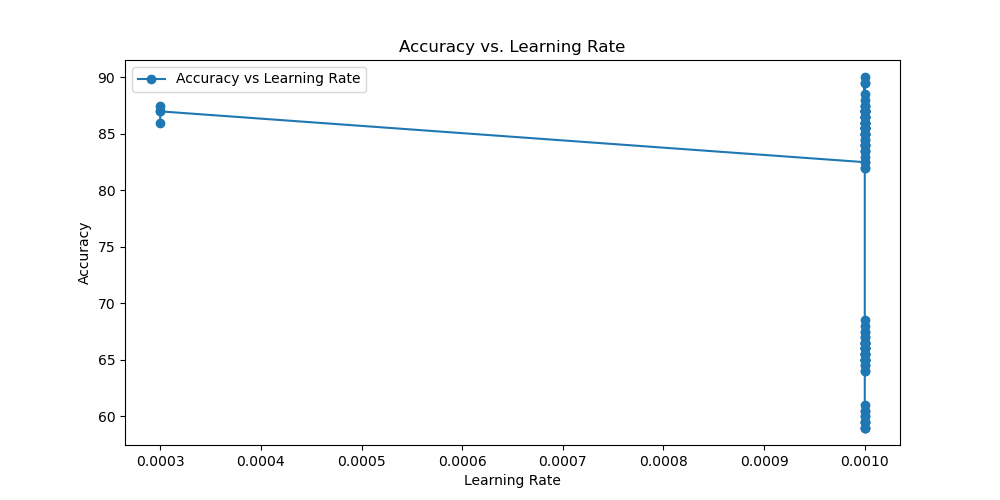 Accuracy vs. Learning Rate
Accuracy vs Learning Rate
90
85
80
75
70
65
60
Accuracy
0.0003 0.0004 0.0005 0.0006 0.0007 0.0008 0.0009 0.0010
Learning Rate